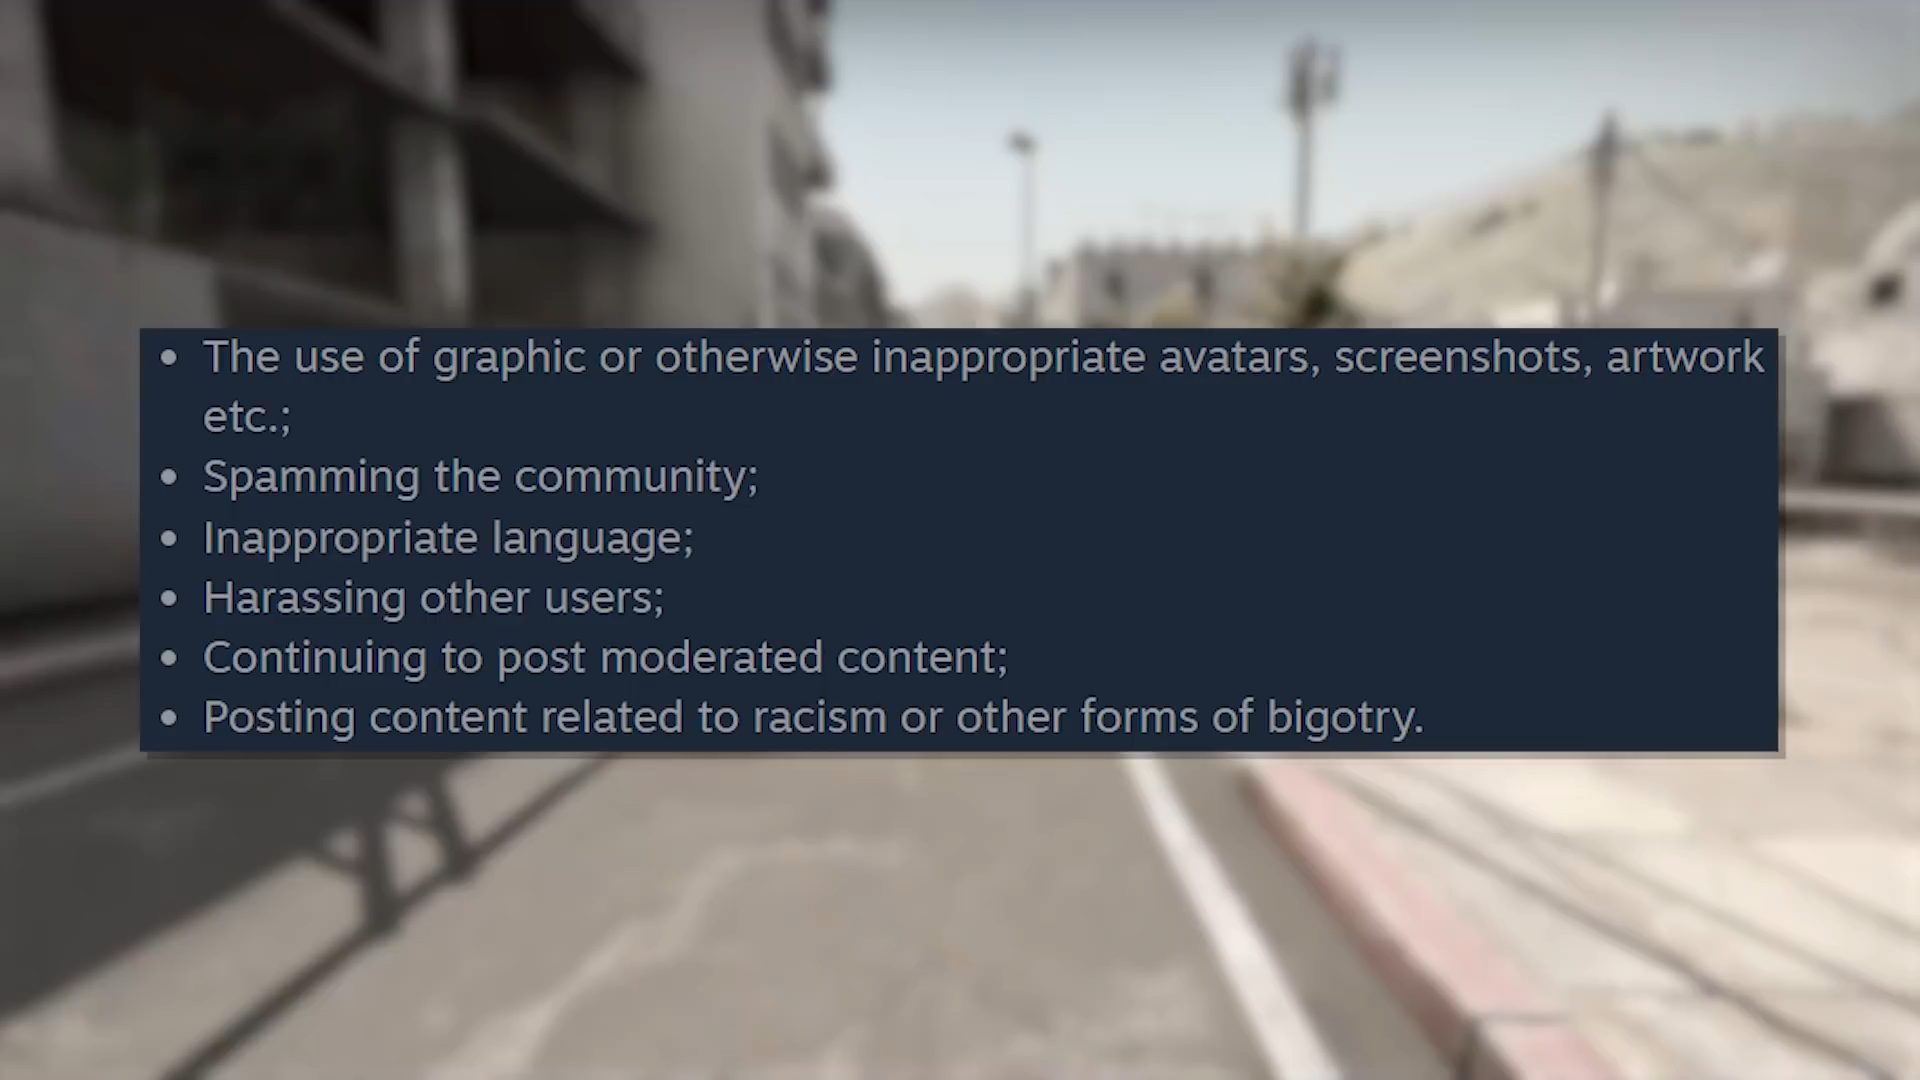 • The use of graphic or otherwise inappropriate avatars, screenshots, artwork
etc.;
• Spamming the community;
• Inappropriate language;
• Harassing other users;
• Continuing to post moderated content;
• Posting content related to racism or other forms of bigotry.